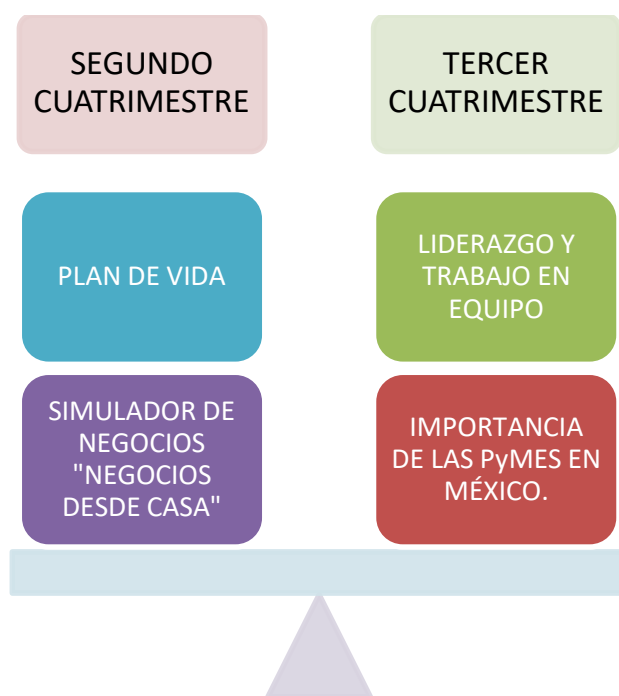 SEGUNDO
CUATRIMESTRE
TERCER
CUATRIMESTRE
PLAN DE VIDA
LIDERAZGO Y
TRABAJO EN
EQUIPO
SIMULADOR DE
NEGOCIOS
"NEGOCIOS
DESDE CASA"
IMPORTANCIA
DE LAS PyMES EN
MÉXICO.